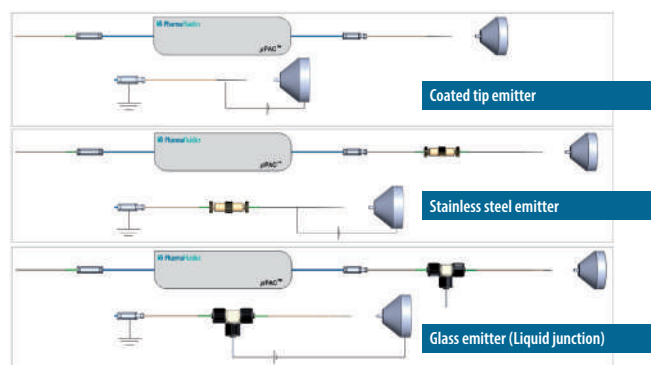 PharmaFluidics
µPAC™
Coated tip emitter
PharmaFluidics
µPAC™
Stainless steel emitter
PharmaFluidics
µPAC™
Glass emitter (Liquid junction)